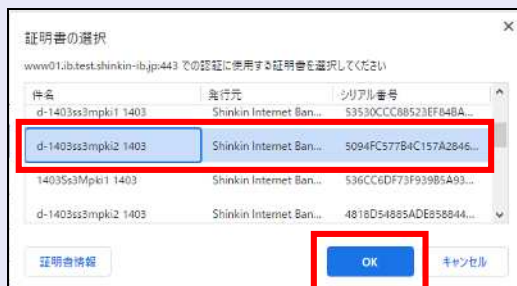 証明書の選択
www01.ib.test.shinkin-ib.jp:443 での認証に使用する証明書を選択してください
件名 発行元 シリアル番号
d-1403ss3mpki1 1403 Shinkin Internet Ban... 53530CCC88523EF84BA...
d-1403ss3mpki2 1403 Shinkin Internet Ban... 5094FC577B4C157A2846...
1403Ss3Mpki1 1403 Shinkin Internet Ban... 536CC6DF73F939B5A93...
d-1403ss3mpki2 1403 Shinkin Internet Ban... 4818D54885ADE858844...
証明書情報 OK キャンセル